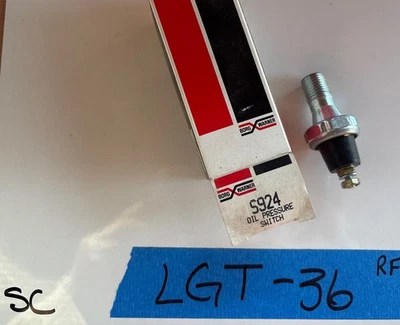 BORG WARNER
BORG WARNER
S924
OIL PRESSURE
SWITCH
LGT-36
RF
SC